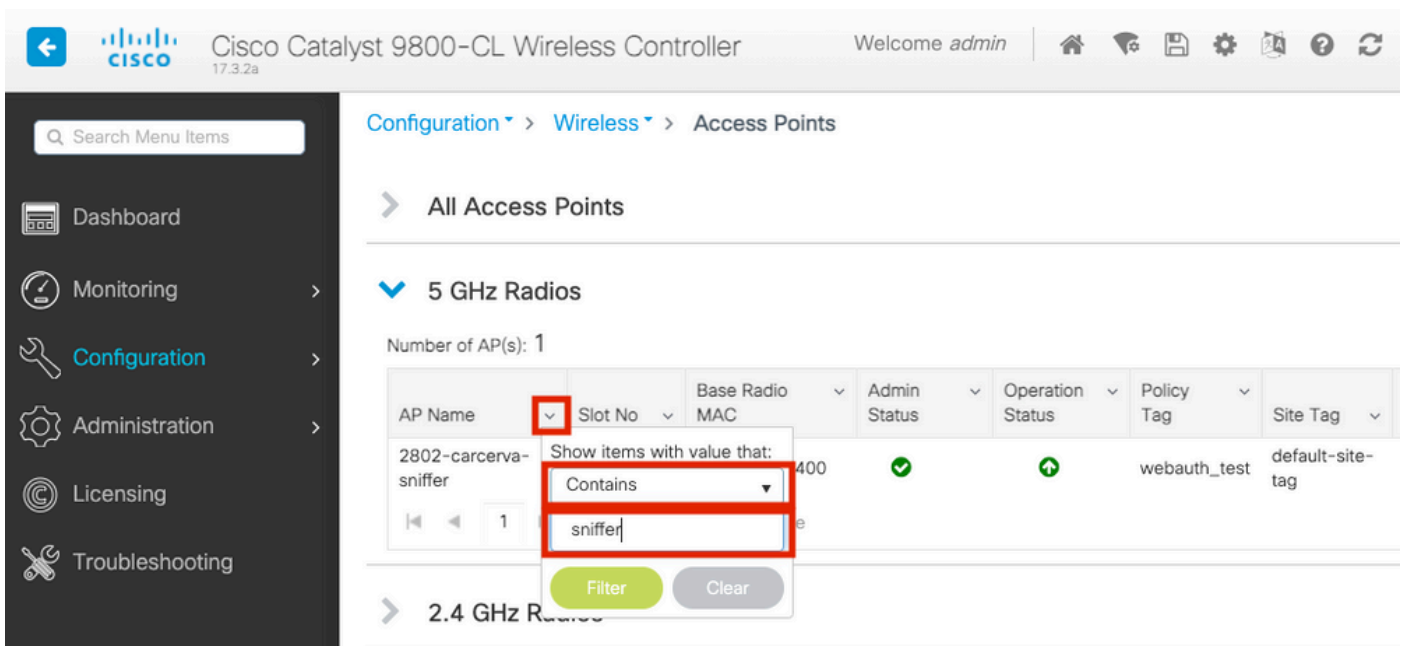 CISCO
Cisco Catalyst 9800-CL Wireless Controller
17.3.2a
Welcome admin
Search Menu Items
Dashboard
Monitoring
Configuration
Administration
Licensing
Troubleshooting
Configuration > Wireless > Access Points
All Access Points
5 GHz Radios
Number of AP(s): 1
AP Name
Slot No
Base Radio
MAC
Admin
Status
Operation
Status
Policy
Tag
Site Tag
2802-carcerva-
sniffer
400
webauth_test
default-site-
tag
1
Show items with value that:
Contains
sniffer
Filter
Clear
2.4 GHz